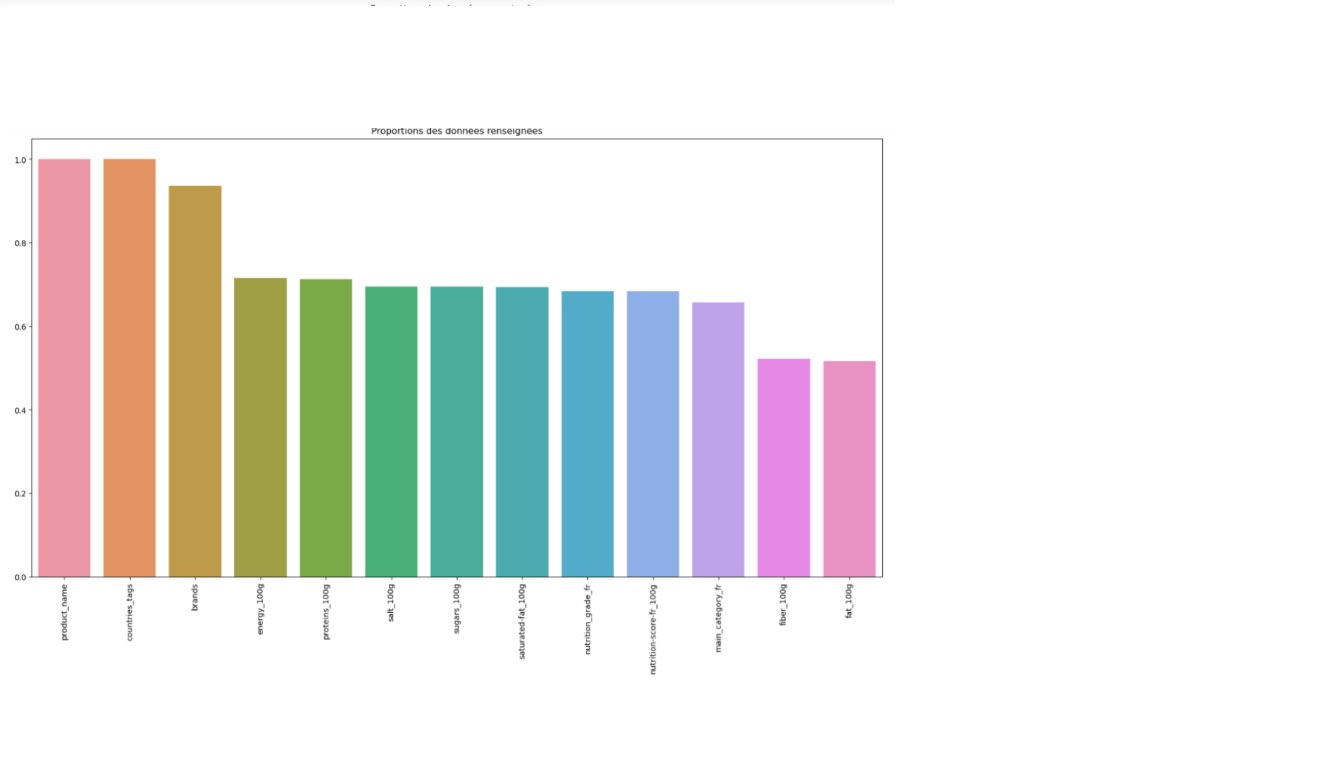 Proportions des données renseignées
1.0
0.8
0.6
0.4
0.2
0.0
product_name
countries_tags
brands
energy_100g
proteins_100g
salt_100g
sugars_100g
saturated-fat_100g
nutrition_grade_fr
nutrition-score-fr_100g
main_category_fr
fiber_100g
fat_100g